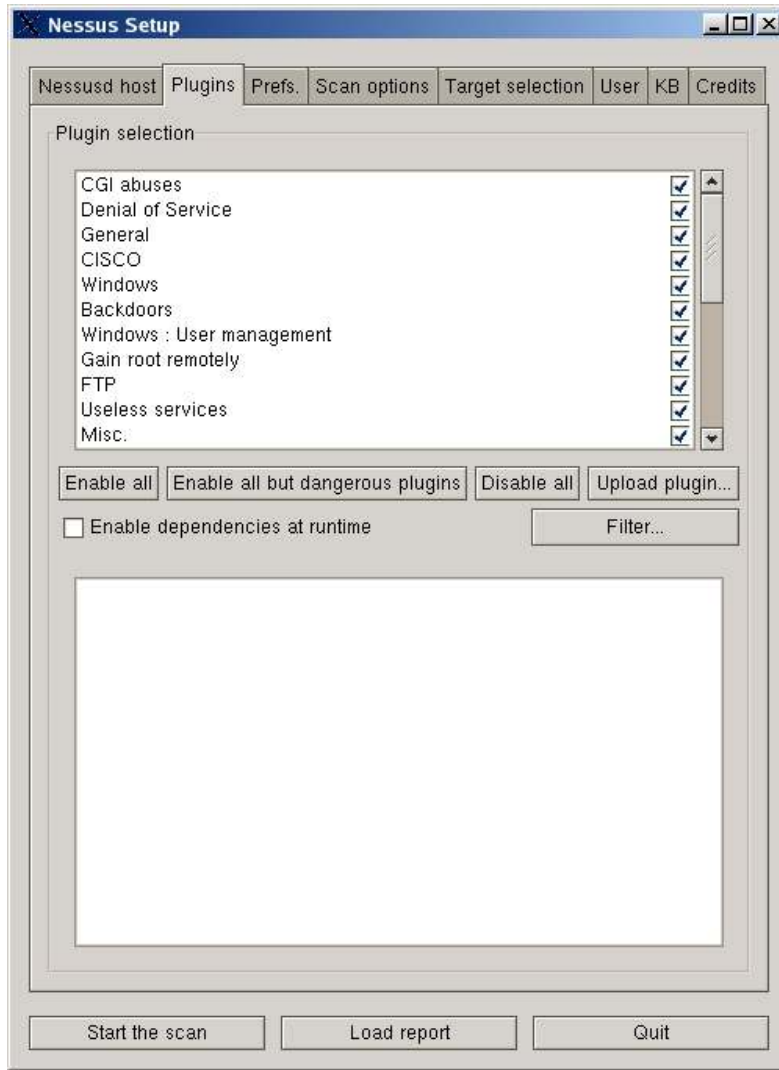 Nessus Setup
Nessusd host Plugins Prefs. Scan options Target selection User KB Credits
Plugin selection
CGI abuses
Denial of Service
General
CISCO
Windows
Backdoors
Windows : User management
Gain root remotely
FTP
Useless services
Misc.
Enable all Enable all but dangerous plugins Disable all Upload plugin...
Enable dependencies at runtime Filter...
Start the scan Load report Quit